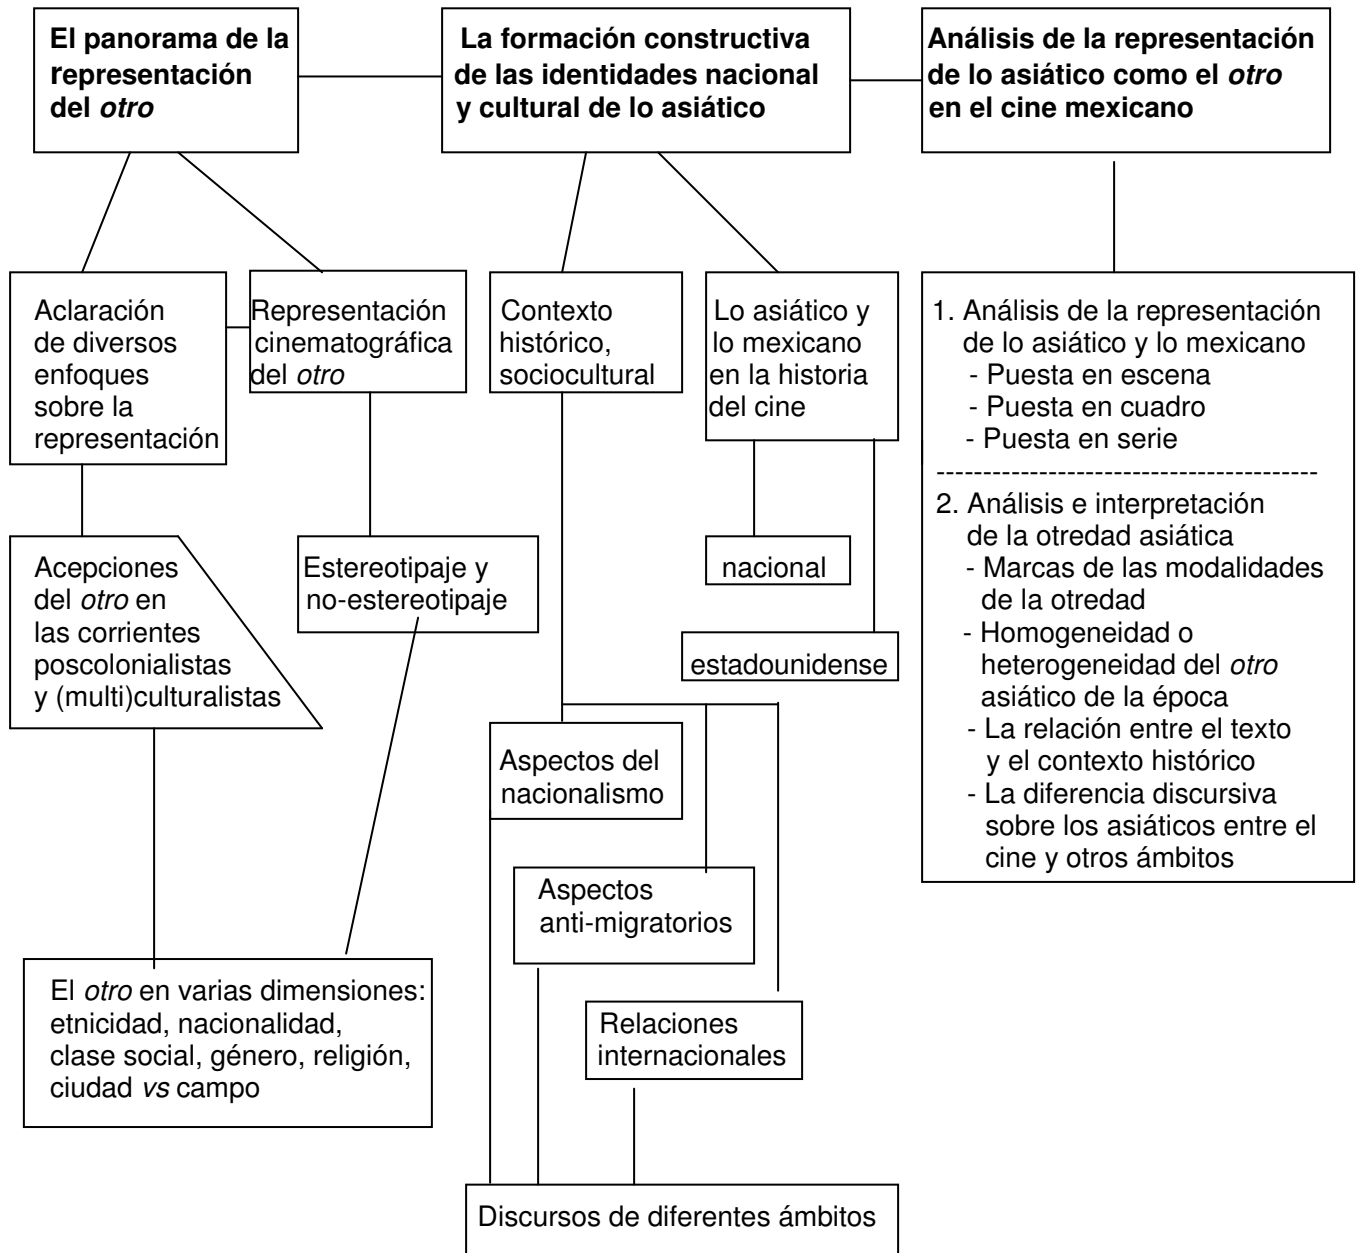 El panorama de la
representación
del otro
La formación constructiva
de las identidades nacional
y cultural de lo asiático
Análisis de la representación
de lo asiático como el otro
en el cine mexicano
Aclaración
de diversos
enfoques
sobre la
representación
Representación
cinematográfica
del otro
Contexto
histórico,
sociocultural
Lo asiático y
lo mexicano
en la historia
del cine
1. Análisis de la representación
de lo asiático y lo mexicano
- Puesta en escena
- Puesta en cuadro
- Puesta en serie
-----------------------------------------
2. Análisis e interpretación
de la otredad asiática
- Marcas de las modalidades
de la otredad
- Homogeneidad o
heterogeneidad del otro
asiático de la época
- La relación entre el texto
y el contexto histórico
- La diferencia discursiva
sobre los asiáticos entre el
cine y otros ámbitos
Acepciones
del otro en
las corrientes
poscolonialistas
y (multi)culturalistas
Estereotipaje y
no-estereotipaje
nacional
estadounidense
Aspectos del
nacionalismo
Aspectos
anti-migratorios
El otro en varias dimensiones:
etnicidad, nacionalidad,
clase social, género, religión,
ciudad vs campo
Relaciones
internacionales
Discursos de diferentes ámbitos